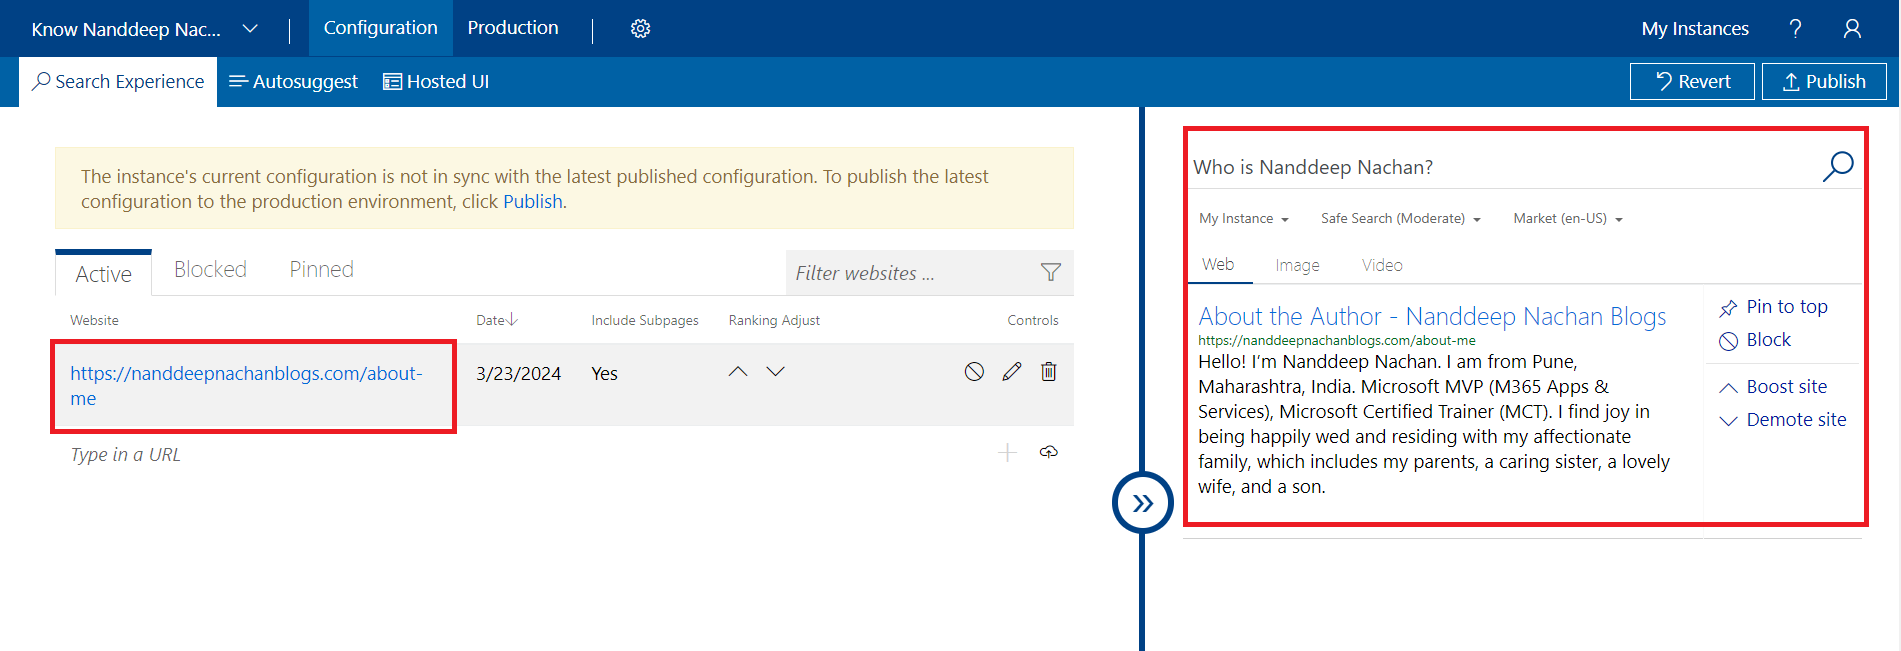 Know Nanddeep Nac...
Configuration
Production
My Instances
?
Search Experience
Autosuggest
Hosted UI
Revert
Publish
The instance's current configuration is not in sync with the latest published configuration. To publish the latest
configuration to the production environment, click Publish.
Active
Blocked
Pinned
Filter websites ...
Website
Date
Include Subpages
Ranking Adjust
Controls
https://nanddeepnachanblogs.com/about-
me
3/23/2024
Yes
Type in a URL
Who is Nanddeep Nachan?
My Instance
Safe Search (Moderate)
Market (en-US)
Web
Image
Video
About the Author - Nanddeep Nachan Blogs
https://nanddeepnachanblogs.com/about-me
Hello! I'm Nanddeep Nachan. I am from Pune,
Maharashtra, India. Microsoft MVP (M365 Apps &
Services), Microsoft Certified Trainer (MCT). I find joy in
being happily wed and residing with my affectionate
family, which includes my parents, a caring sister, a lovely
wife, and a son.
Pin to top
Block
Boost site
Demote site